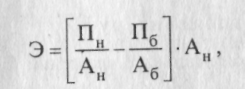 Э = [Пн/Ан − Пб/Аб] · Ан,